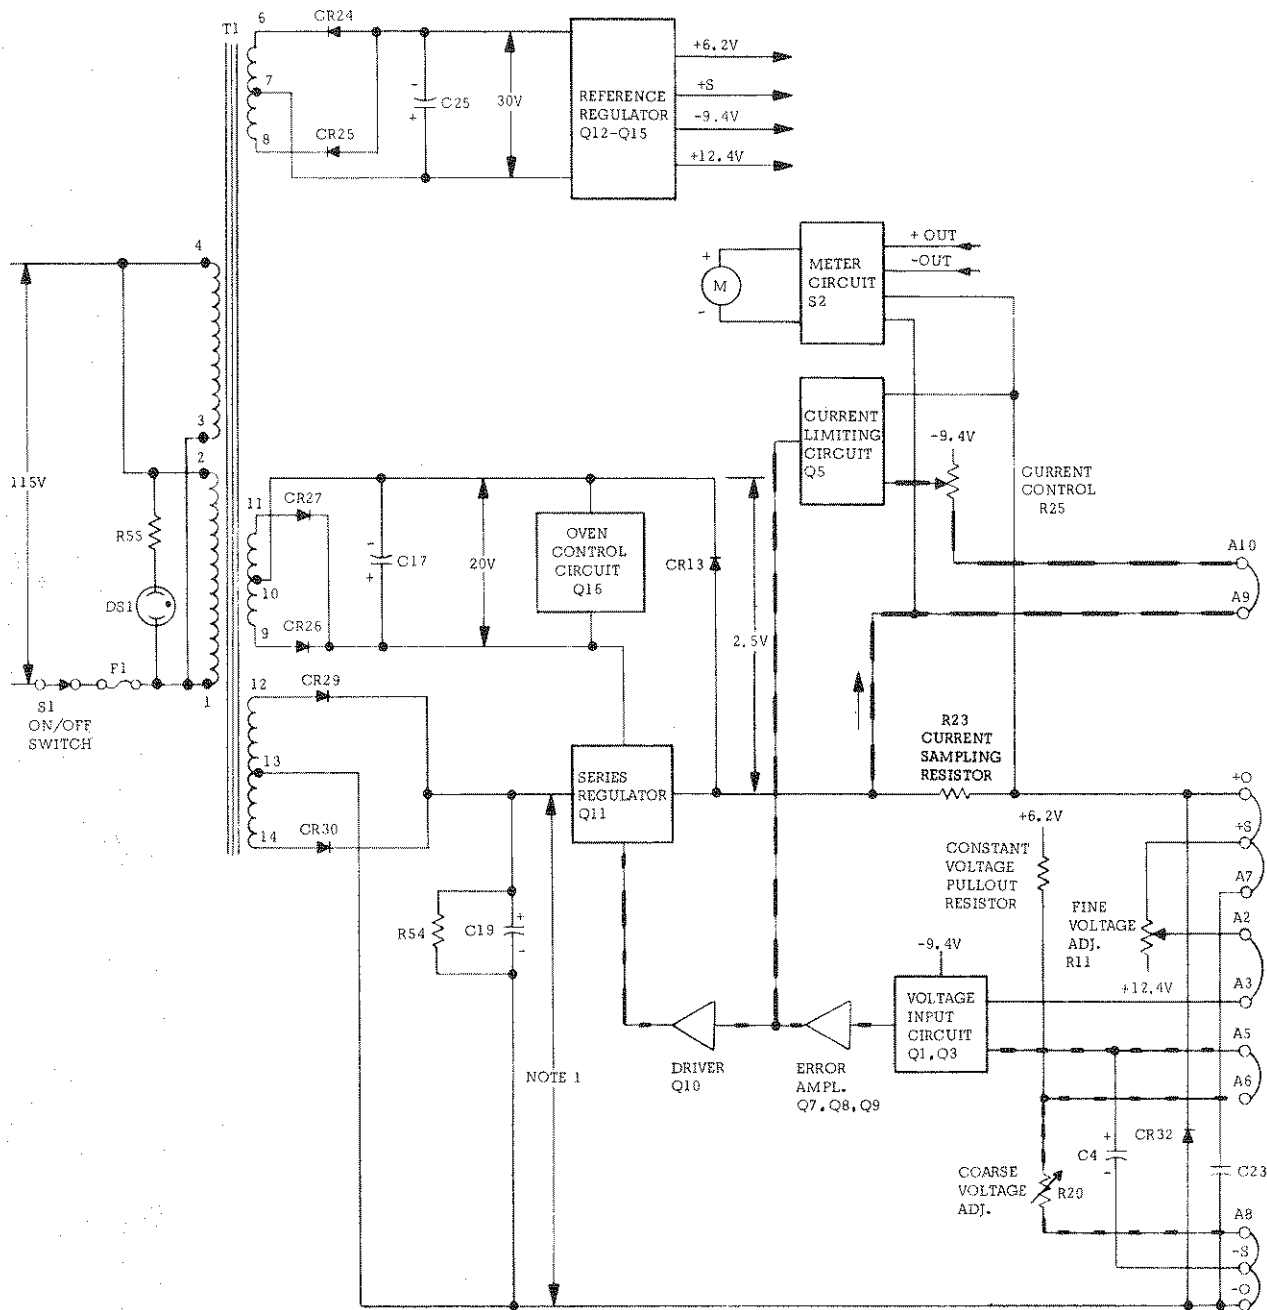 T1
6
CR24
7
8
CR25
-
+
C25
30V
REFERENCE
REGULATOR
Q12-Q15
+6.2V
+S
-9.4V
+12.4V
4
3
2
1
115V
R55
DS1
F1
S1
ON/OFF
SWITCH
+
M
-
METER
CIRCUIT
S2
+ OUT
-OUT
CURRENT
LIMITING
CIRCUIT
Q5
-9.4V
CURRENT
CONTROL
R25
A10
A9
11
CR27
10
9
CR26
-
+
C17
20V
OVEN
CONTROL
CIRCUIT
Q16
CR13
2.5V
12
CR29
13
14
CR30
SERIES
REGULATOR
Q11
R23
CURRENT
SAMPLING
RESISTOR
+O
+S
A7
A2
A3
A5
A6
A8
-S
-O
R54
C19
+
-
NOTE 1
+6.2V
CONSTANT
VOLTAGE
PULLOUT
RESISTOR
FINE
VOLTAGE
ADJ.
R11
+12.4V
-9.4V
VOLTAGE
INPUT
CIRCUIT
Q1,Q3
DRIVER
Q10
ERROR
AMPL.
Q7,Q8,Q9
COARSE
VOLTAGE
ADJ.
R20
+
C4
-
CR32
C23